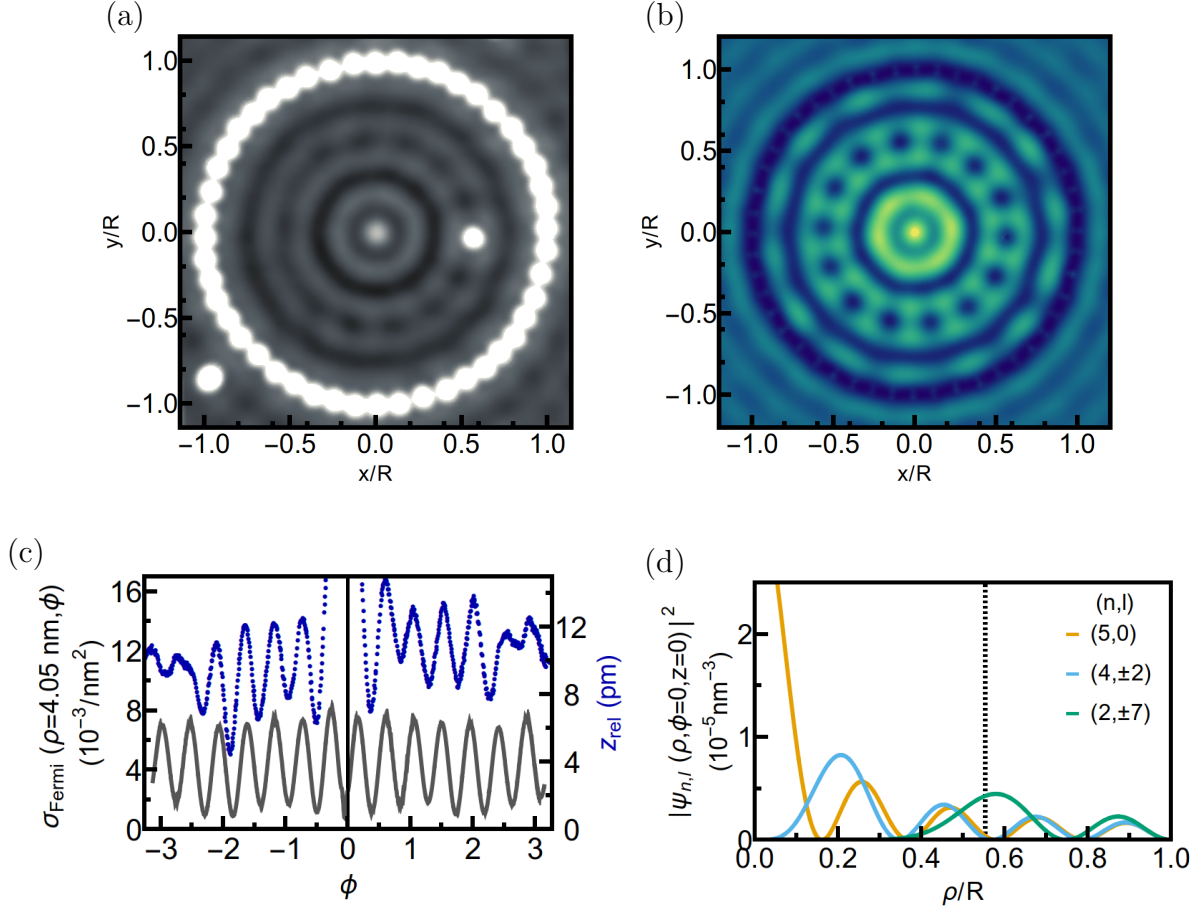 (a)
(b)
1.0
0.5
0.0
−0.5
−1.0
y/R
−1.0 −0.5 0.0 0.5 1.0
x/R
1.0
0.5
0.0
−0.5
−1.0
y/R
−1.0 −0.5 0.0 0.5 1.0
x/R
(c)
σFermi (ρ=4.05 nm,ϕ)
(10−3/nm2)
16
12
8
4
0
−3 −2 −1 0 1 2 3
ϕ
12
8
4
0
zrel (pm)
(d)
|ψn,l (ρ,ϕ=0,z=0)|2
(10−5nm−3)
2
1
0
0.0 0.2 0.4 0.6 0.8 1.0
ρ/R
(n,l)
(5,0)
(4,±2)
(2,±7)